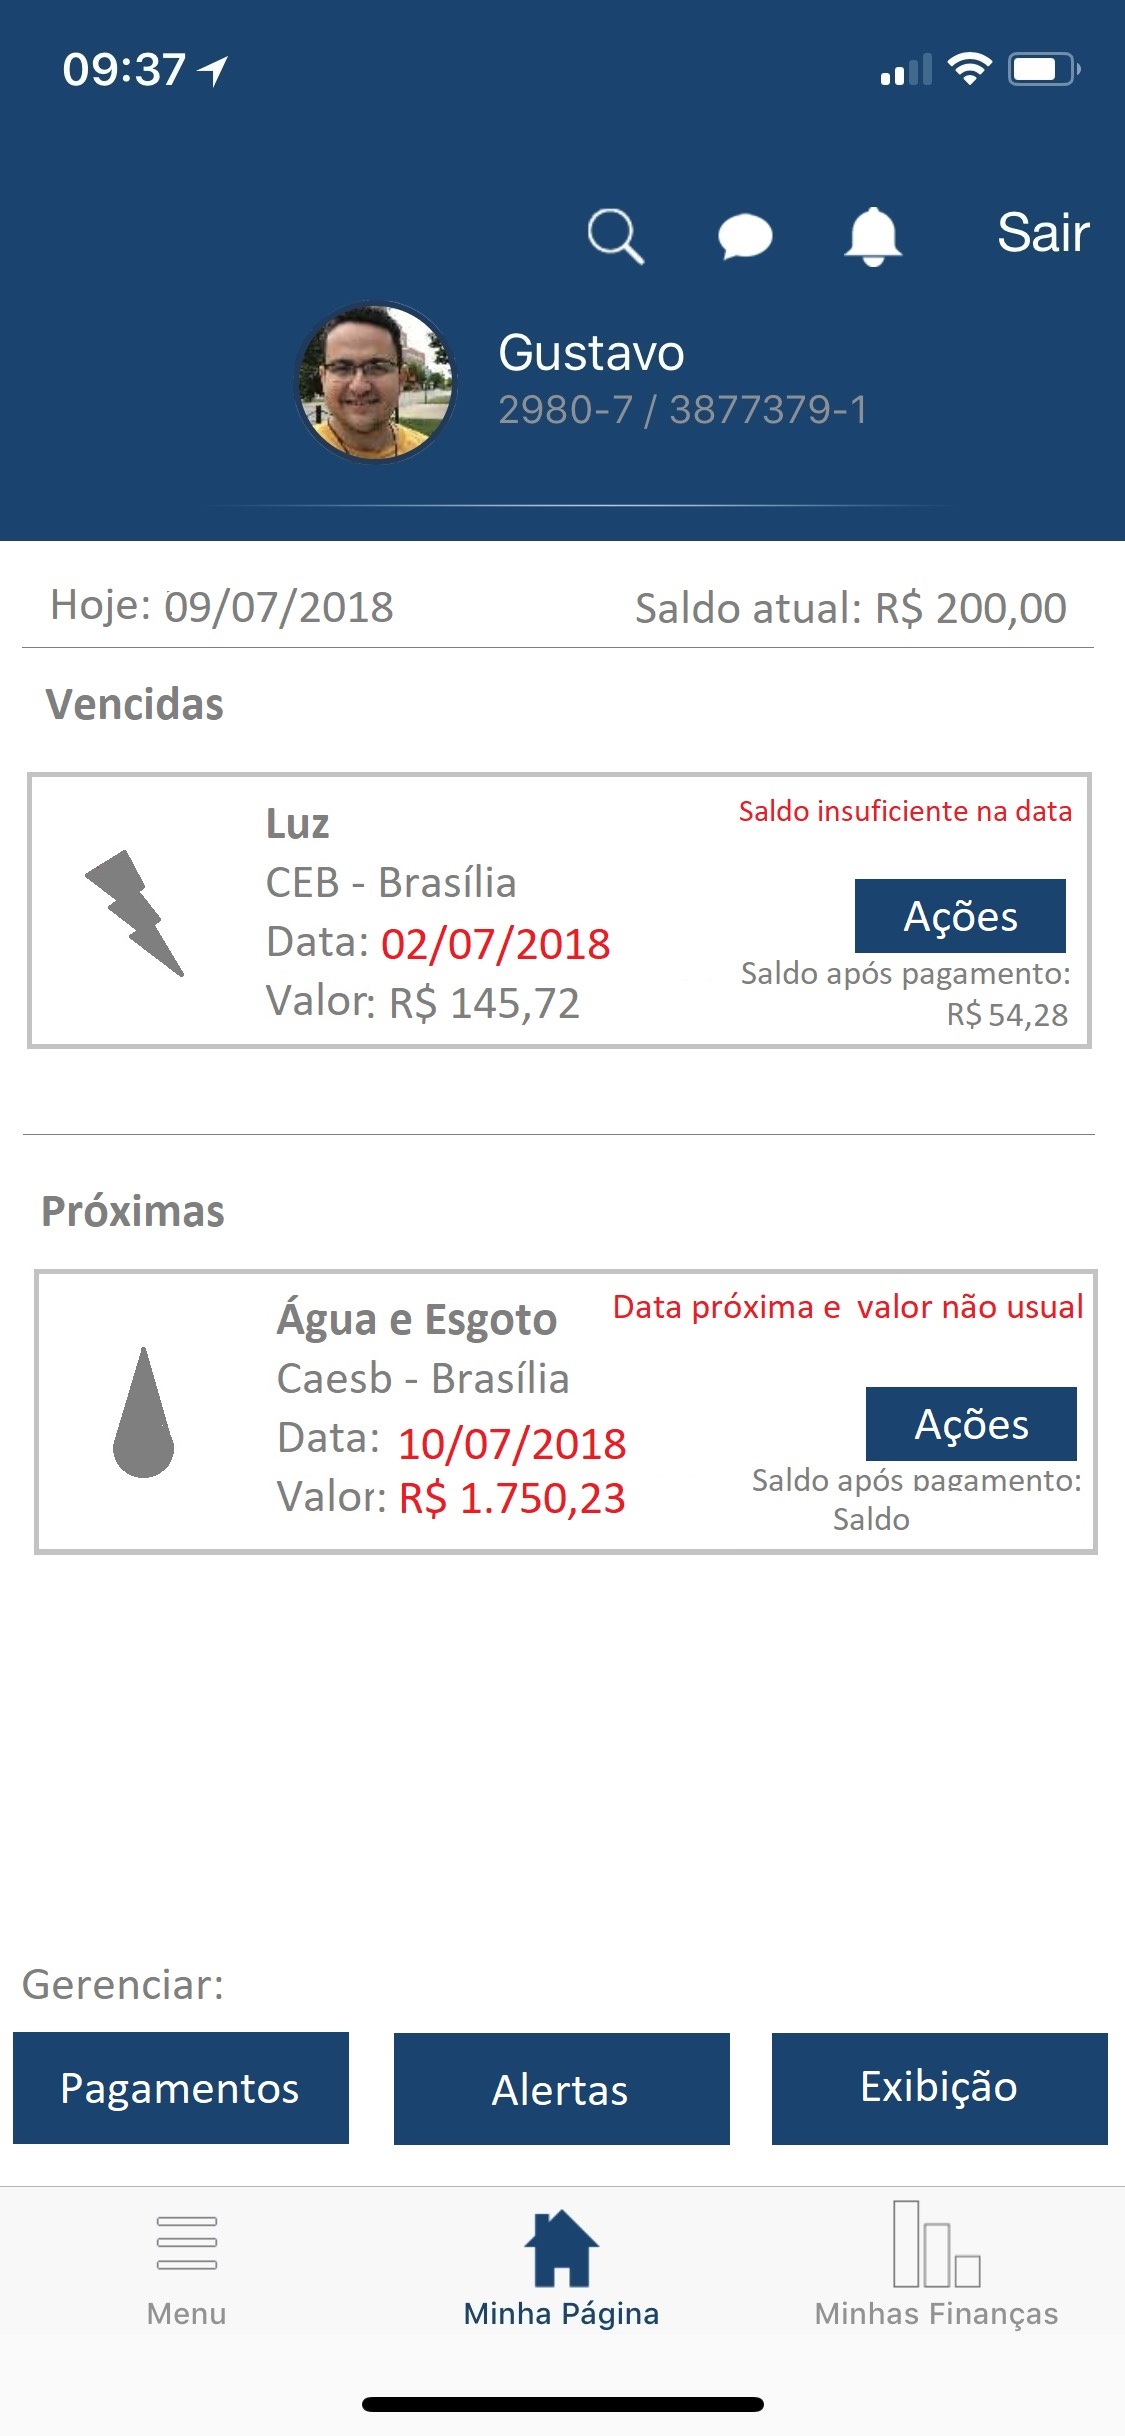 09:37
Sair
Gustavo
2980-7 / 3877379-1
Hoje: 09/07/2018
Saldo atual: R$ 200,00
Vencidas
Luz
Saldo insuficiente na data
CEB - Brasília
Ações
Data: 02/07/2018
Saldo após pagamento:
Valor: R$ 145,72
R$ 54,28
Próximas
Água e Esgoto
Data próxima e valor não usual
Caesb - Brasília
Ações
Data: 10/07/2018
Saldo após pagamento:
Valor: R$ 1.750,23
Saldo
Gerenciar:
Pagamentos
Alertas
Exibição
Menu
Minha Página
Minhas Finanças